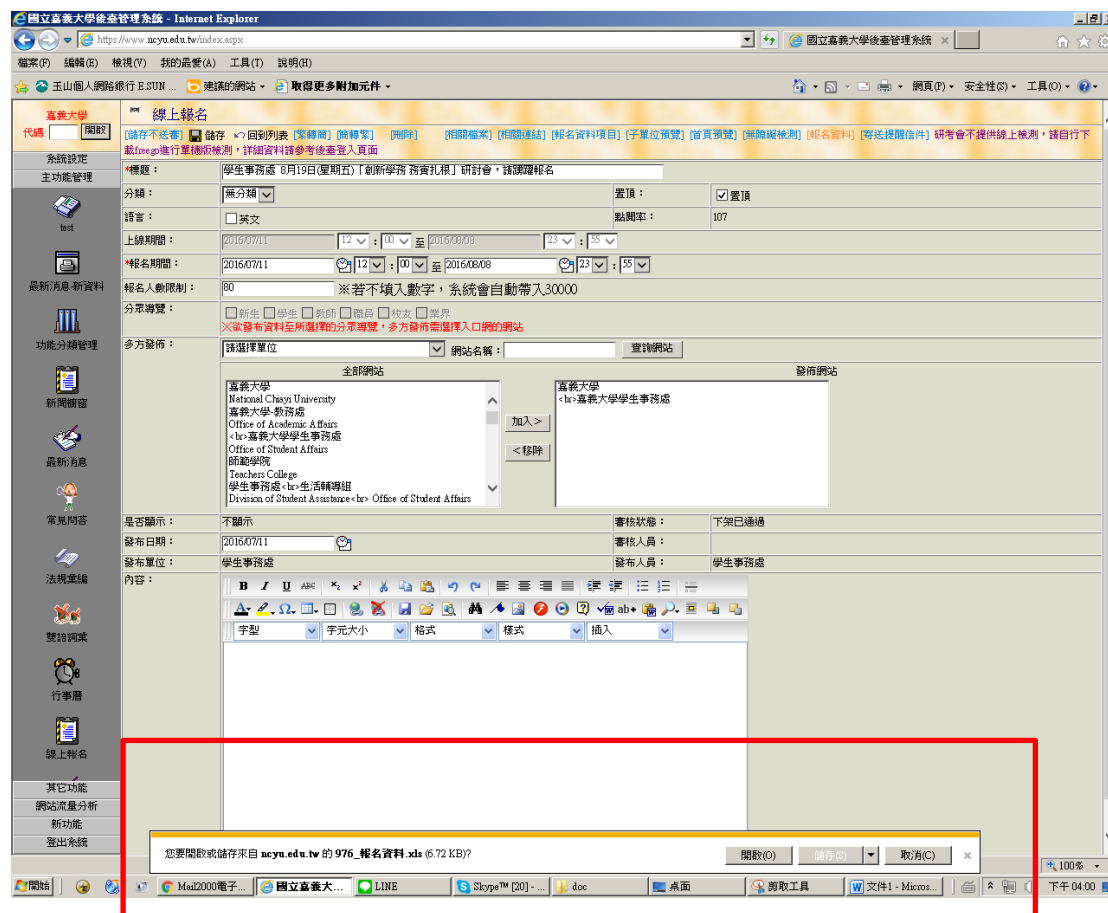 國立嘉義大學後臺管理系統 - Internet Explorer
https://www.ncyu.edu.tw/index.aspx
國立嘉義大學後臺管理系統
檔案(F) 編輯(E) 檢視(V) 我的最愛(A) 工具(T) 說明(H)
玉山個人網路銀行 E.SUN ... 建議的網站 取得更多附加元件
網頁(P) 安全性(S) 工具(O)
嘉義大學
代碼: 開啟
系統設定
主功能管理
test
最新消息-新資料
功能分類管理
新聞櫥窗
最新消息
常見問答
法規彙編
雙語詞彙
行事曆
線上報名
其它功能
網站流量分析
新功能
登出系統
線上報名
[儲存不送審] 儲存 回到列表 [繁轉簡] [簡轉繁] [刪除] [相關檔案] [相關連結] [報名資料項目] [子單位預覽] [首頁預覽] [無障礙檢測] [報名資料] [寄送提醒信件] 研考會不提供線上檢測，請自行下
載freego進行單機版檢測，詳細資料請參考後臺登入頁面
*標題： 學生事務處 8月19日(星期五)「創新學務 務實扎根」研討會，請踴躍報名
分類： 無分類 置頂： 置頂
語言： 英文 點閱率： 107
上線期間： 2016/07/11 12 : 00 至 2016/08/08 23 : 55
*報名期間： 2016/07/11 12 : 00 至 2016/08/08 23 : 55
報名人數限制： 80 ※若不填入數字，系統會自動帶入30000
分眾導覽： 新生 學生 教師 職員 校友 業界
※欲發布資料至所選擇的分眾導覽，多方發佈需選擇入口網的網站
多方發佈： 請選擇單位 網站名稱： 查詢網站
全部網站 發佈網站
嘉義大學
National Chiayi University
嘉義大學-教務處
Office of Academic Affairs
<br>嘉義大學學生事務處
Office of Student Affairs
師範學院
Teachers College
學生事務處<br>生活輔導組
Division of Student Assistance<br> Office of Student Affairs
加入>
<移除
嘉義大學
<br>嘉義大學學生事務處
是否顯示： 不顯示 審核狀態： 下架已通過
發布日期： 2016/07/11 審核人員：
發布單位： 學生事務處 發布人員： 學生事務處
內容：
B I U ABC
字型 字元大小 格式 樣式 插入
您要開啟或儲存來自 ncyu.edu.tw 的 976_報名資料.xls (6.72 KB)?
開啟(O) 儲存(S) 取消(C)
100%
開始 Mail2000電子... 國立嘉義大... LINE Skype™ [20] - ... doc 桌面 剪取工具 文件1 - Micros... 下午 04:00